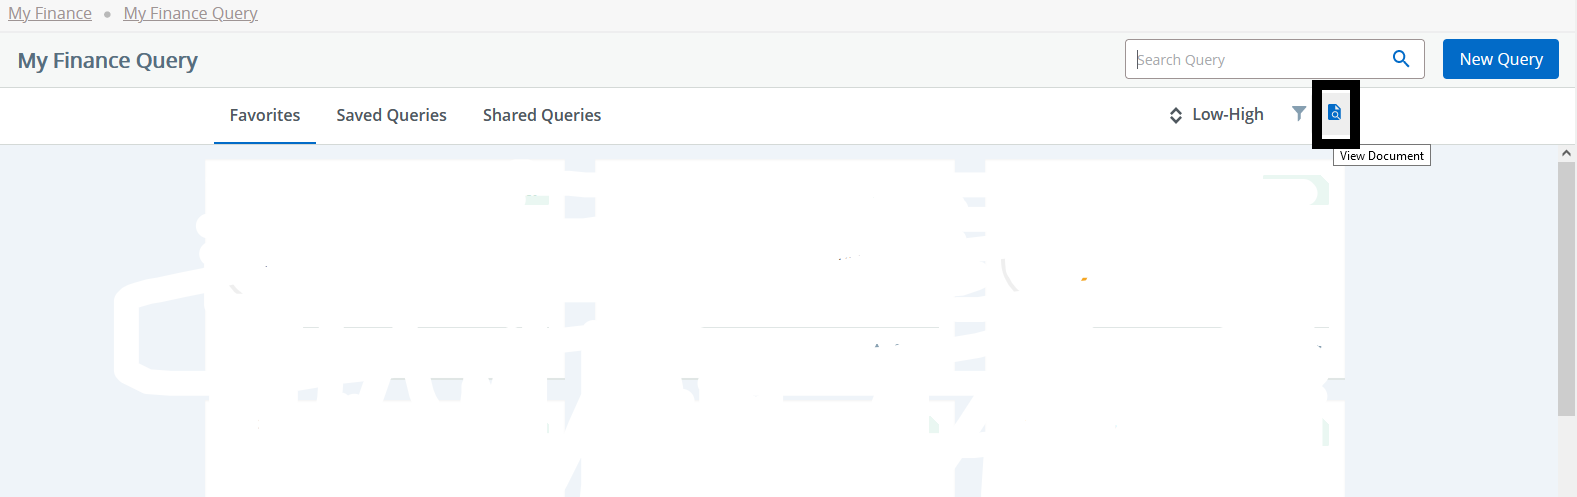 My Finance • My Finance Query
My Finance Query
Search Query
New Query
Favorites
Saved Queries
Shared Queries
Low-High
View Document